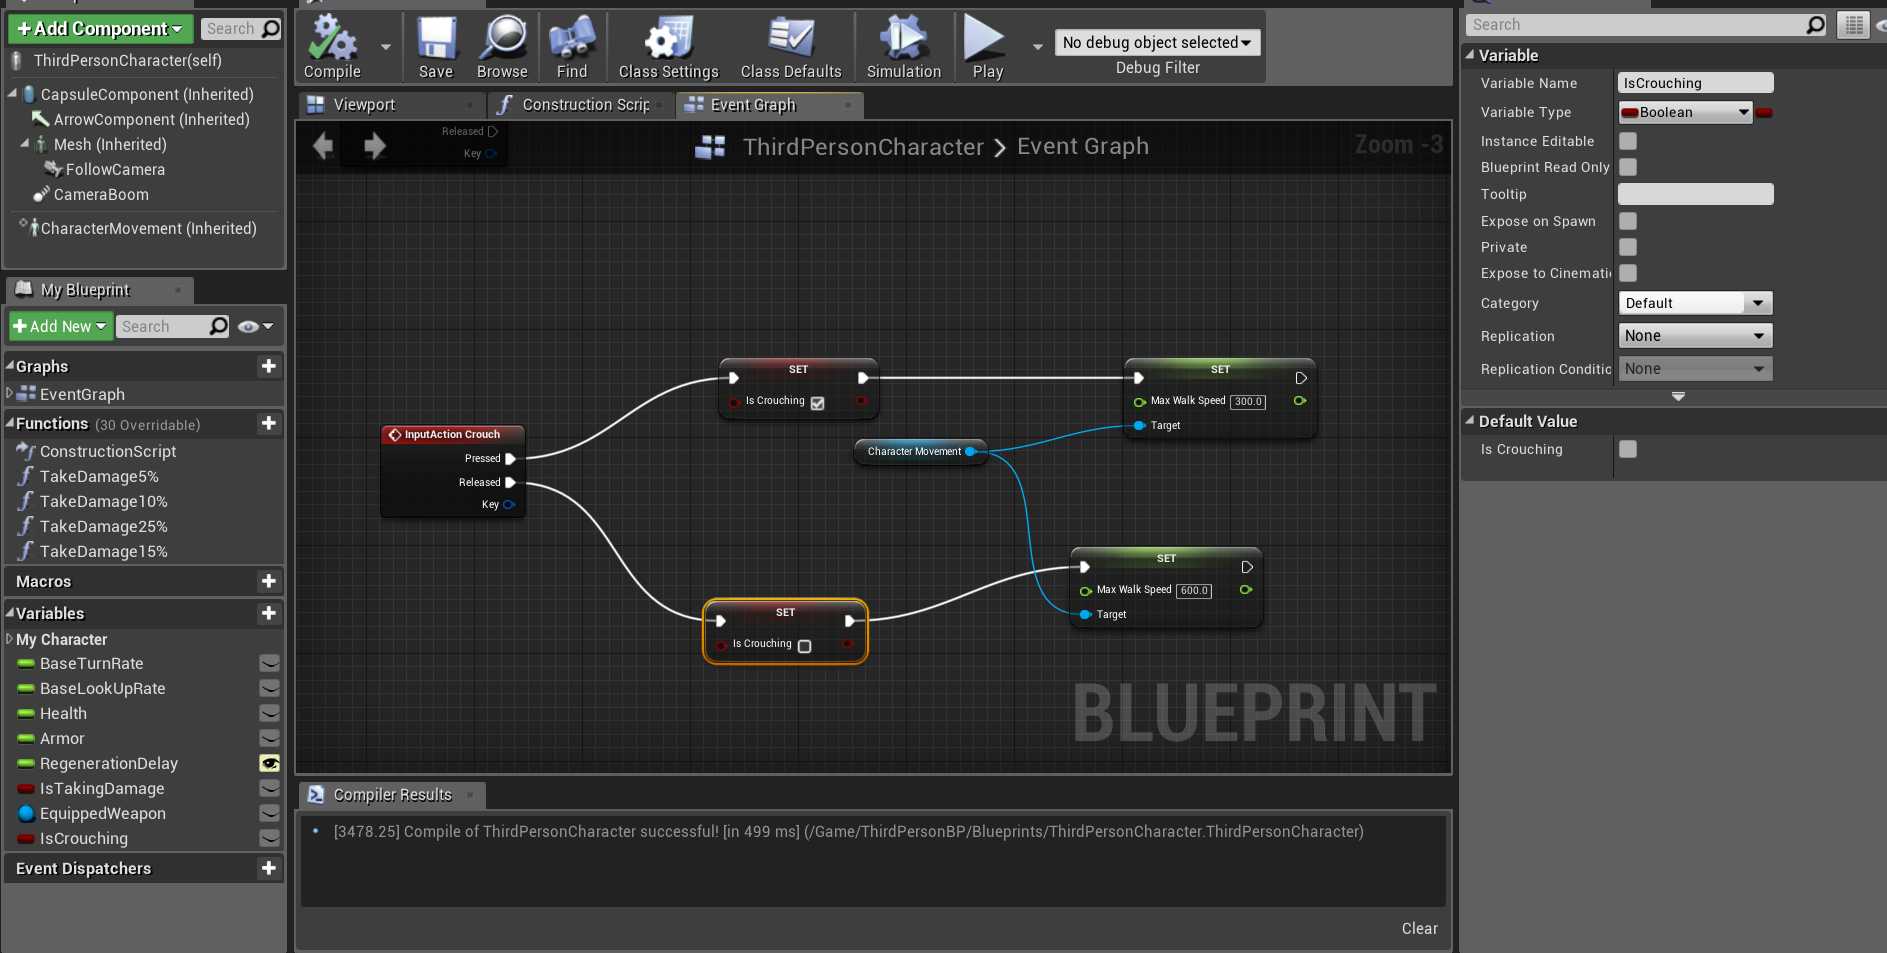 Add Component
Search
ThirdPersonCharacter(self)
CapsuleComponent (Inherited)
ArrowComponent (Inherited)
Mesh (Inherited)
FollowCamera
CameraBoom
CharacterMovement (Inherited)
My Blueprint
Add New
Search
Graphs
EventGraph
Functions (30 Overridable)
ConstructionScript
TakeDamage5%
TakeDamage10%
TakeDamage25%
TakeDamage15%
Macros
Variables
My Character
BaseTurnRate
BaseLookUpRate
Health
Armor
RegenerationDelay
IsTakingDamage
EquippedWeapon
IsCrouching
Event Dispatchers
Compile
Save
Browse
Find
Class Settings
Class Defaults
Simulation
Play
No debug object selected
Debug Filter
Viewport
Construction Scrip
Event Graph
Released
Key
ThirdPersonCharacter > Event Graph
Zoom -3
InputAction Crouch
Pressed
Released
Key
SET
Is Crouching
SET
Max Walk Speed 300.0
Target
Character Movement
SET
Is Crouching
SET
Max Walk Speed 600.0
Target
BLUEPRINT
Compiler Results
[3478.25] Compile of ThirdPersonCharacter successful! [in 499 ms] (/Game/ThirdPersonBP/Blueprints/ThirdPersonCharacter.ThirdPersonCharacter)
Clear
Search
Variable
Variable Name IsCrouching
Variable Type Boolean
Instance Editable
Blueprint Read Only
Tooltip
Expose on Spawn
Private
Expose to Cinematic
Category Default
Replication None
Replication Conditio None
Default Value
Is Crouching